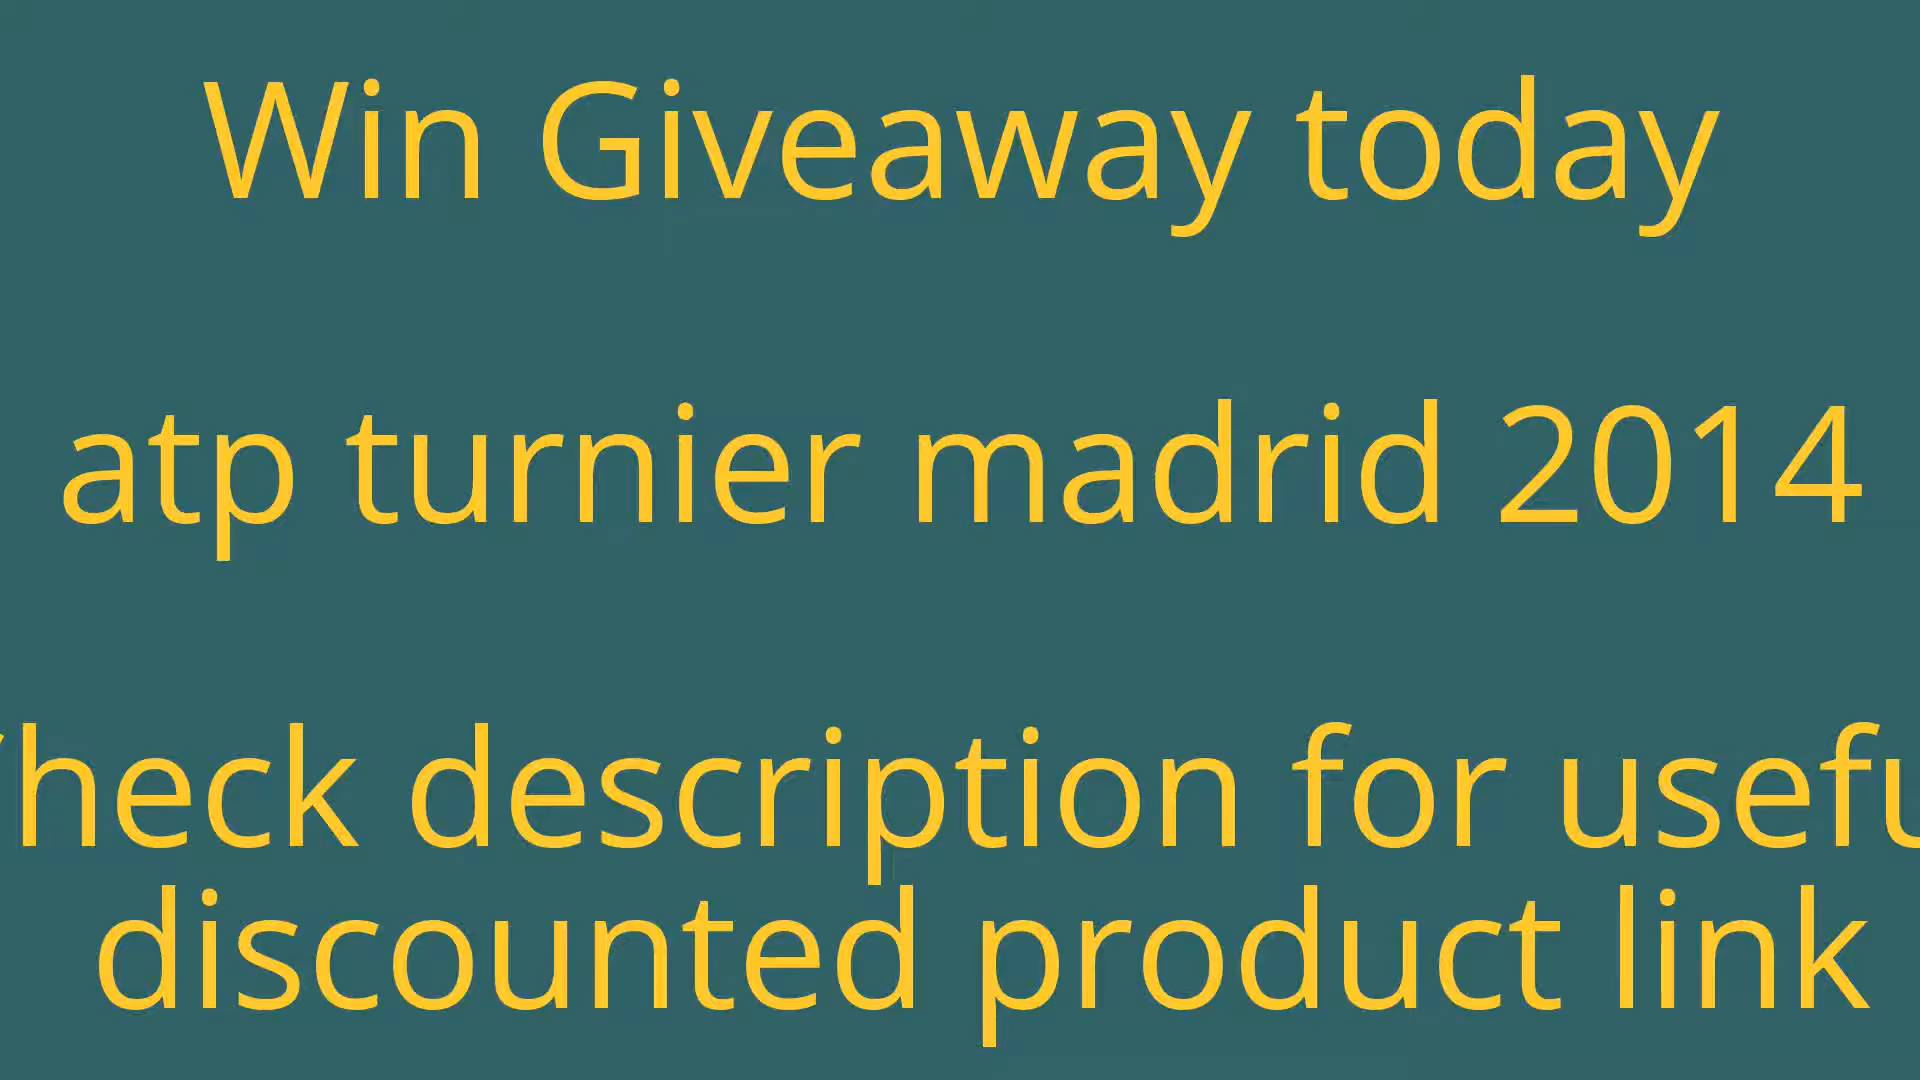 Win Giveaway today
atp turnier madrid 2014
heck description for usefu
discounted product link